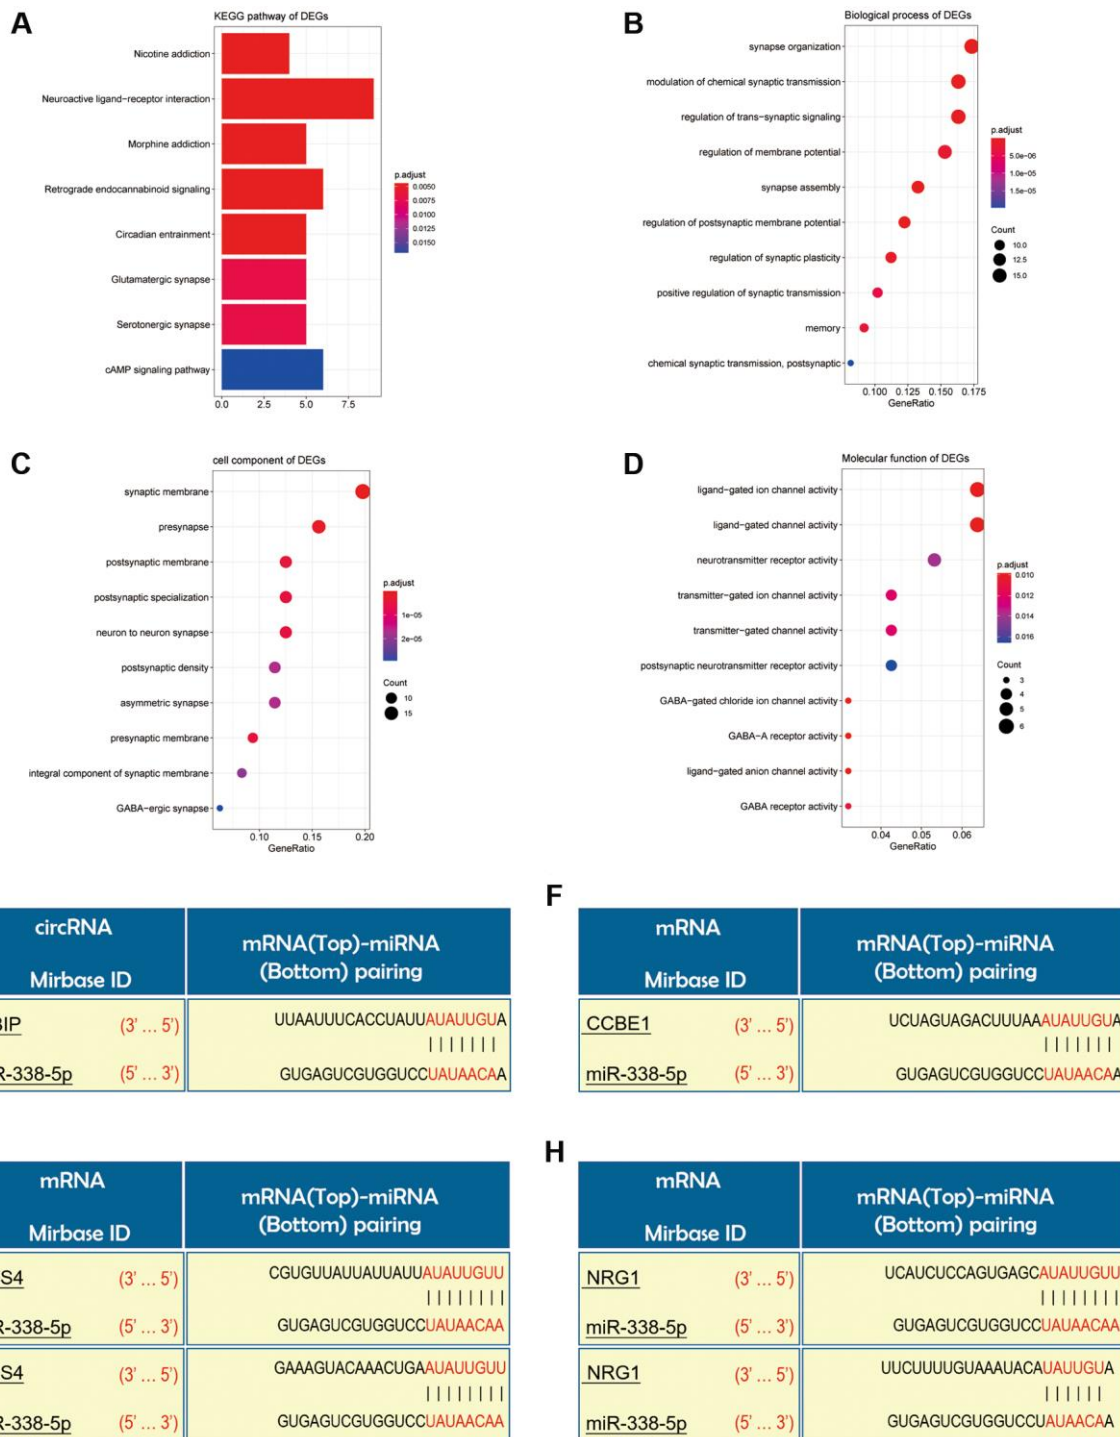 A
KEGG pathway of DEGs
Nicotine addiction
Neuroactive ligand−receptor interaction
Morphine addiction
Retrograde endocannabinoid signaling
Circadian entrainment
Glutamatergic synapse
Serotonergic synapse
cAMP signaling pathway
0.0 2.5 5.0 7.5
p.adjust
0.0050
0.0075
0.0100
0.0125
0.0150
B
Biological process of DEGs
synapse organization
modulation of chemical synaptic transmission
regulation of trans−synaptic signaling
regulation of membrane potential
synapse assembly
regulation of postsynaptic membrane potential
regulation of synaptic plasticity
positive regulation of synaptic transmission
memory
chemical synaptic transmission, postsynaptic
0.100 0.125 0.150 0.175
GeneRatio
p.adjust
5.0e−06
1.0e−05
1.5e−05
Count
10.0
12.5
15.0
C
cell component of DEGs
synaptic membrane
presynapse
postsynaptic membrane
postsynaptic specialization
neuron to neuron synapse
postsynaptic density
asymmetric synapse
presynaptic membrane
integral component of synaptic membrane
GABA−ergic synapse
0.10 0.15 0.20
GeneRatio
p.adjust
1e−05
2e−05
Count
10
15
D
Molecular function of DEGs
ligand−gated ion channel activity
ligand−gated channel activity
neurotransmitter receptor activity
transmitter−gated ion channel activity
transmitter−gated channel activity
postsynaptic neurotransmitter receptor activity
GABA−gated chloride ion channel activity
GABA−A receptor activity
ligand−gated anion channel activity
GABA receptor activity
0.04 0.05 0.06
GeneRatio
p.adjust
0.010
0.012
0.014
0.016
Count
3
4
5
6
circRNA
Mirbase ID
mRNA(Top)-miRNA
(Bottom) pairing
BIP (3' ... 5') UUAAUUUCACCUAUUAUAUUGUA
R-338-5p (5' ... 3') GUGAGUCGUGGUCCUAUAACAA
F
mRNA
Mirbase ID
mRNA(Top)-miRNA
(Bottom) pairing
CCBE1 (3' ... 5') UCUAGUAGACUUUAAAUAUUGUA
miR-338-5p (5' ... 3') GUGAGUCGUGGUCCUAUAACAA
mRNA
Mirbase ID
mRNA(Top)-miRNA
(Bottom) pairing
S4 (3' ... 5') CGUGUUAUUAUUAUUAUAUUGUU
R-338-5p (5' ... 3') GUGAGUCGUGGUCCUAUAACAA
S4 (3' ... 5') GAAAGUACAAACUGAAUAUUGUU
R-338-5p (5' ... 3') GUGAGUCGUGGUCCUAUAACAA
H
mRNA
Mirbase ID
mRNA(Top)-miRNA
(Bottom) pairing
NRG1 (3' ... 5') UCAUCUCCAGUGAGCAUAUUGUU
miR-338-5p (5' ... 3') GUGAGUCGUGGUCCUAUAACAA
NRG1 (3' ... 5') UUCUUUUGUAAAUACAUAUUGUA
miR-338-5p (5' ... 3') GUGAGUCGUGGUCCUAUAACAA